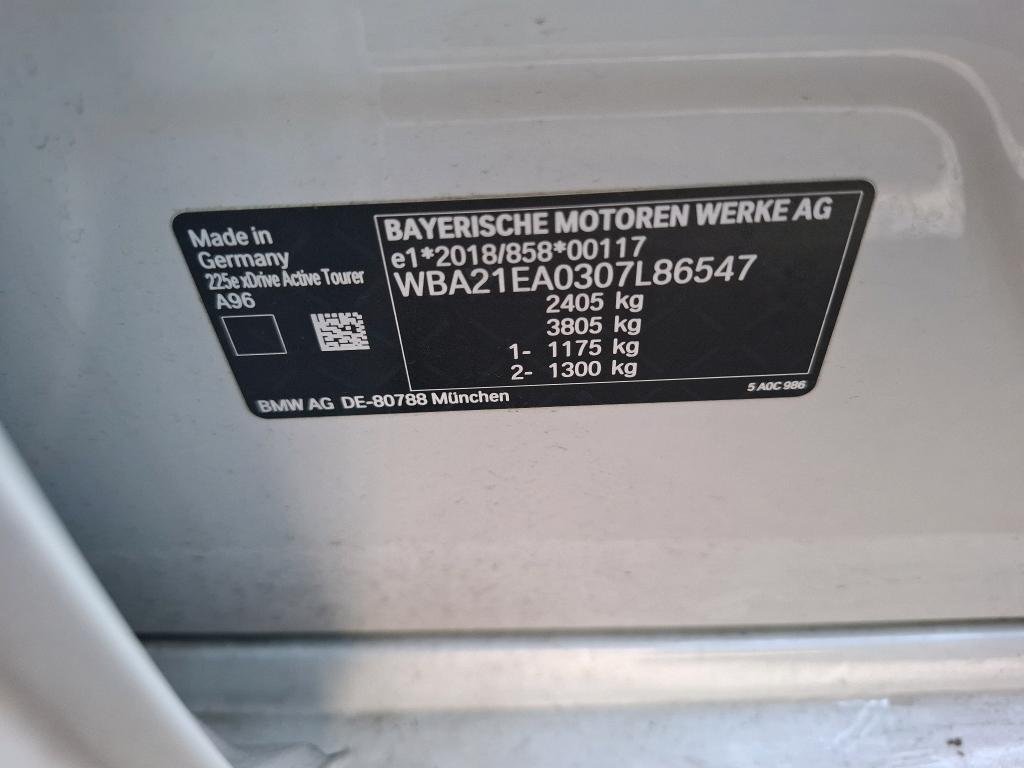 Made in
Germany
225e xDrive Active Tourer
A96
BAYERISCHE MOTOREN WERKE AG
e1*2018/858*00117
WBA21EA0307L86547
2405 kg
3805 kg
1- 1175 kg
2- 1300 kg
BMW AG DE-80788 München
5 A0C 986